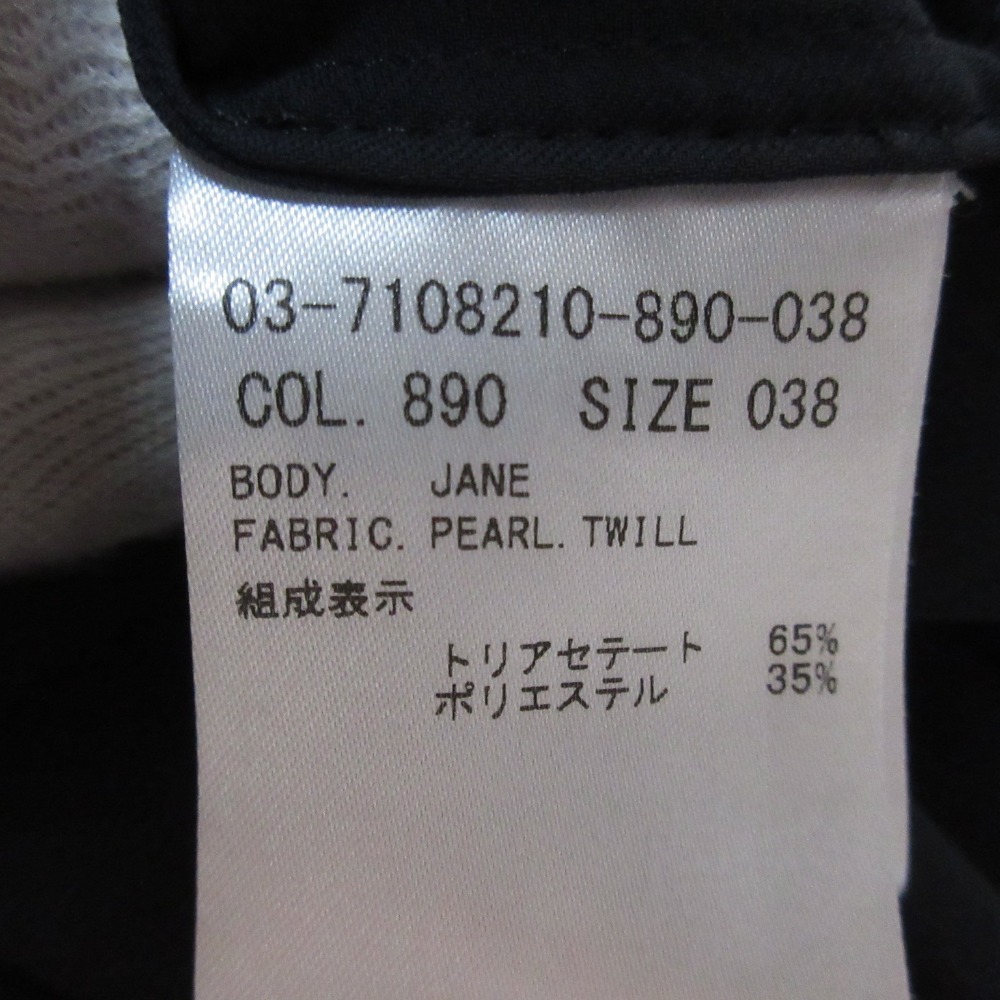 03-7108210-890-038
COL. 890 SIZE 038
BODY. JANE
FABRIC. PEARL. TWILL
組成表示
トリアセテート 65%
ポリエステル 35%